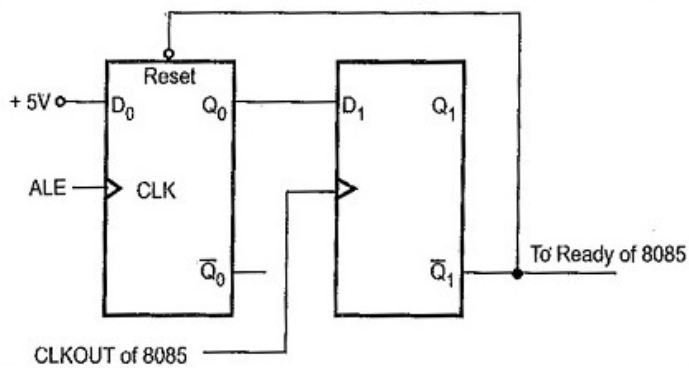 Reset
+ 5V
D0
Q0
D1
Q1
ALE
CLK
Q̅0
Q̅1
To Ready of 8085
CLKOUT of 8085